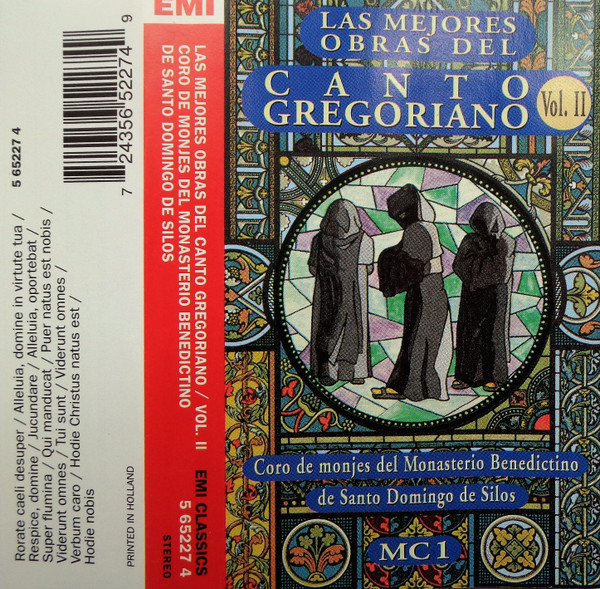 Rorate caeli desuper / Alleluia, domine in virtute tua /
Respice, domine / Jucundare / Alleluia, oportebat /
Super flumina / Qui manducat / Puer natus est nobis /
Viderunt omnes / Tui sunt / Viderunt omnes /
Verbum caro / Hodie Christus natus est /
Hodie nobis
PRINTED IN HOLLAND
5 65227 4
7 24356 52274 9
EMI
LAS MEJORES OBRAS DEL CANTO GREGORIANO / VOL. II
CORO DE MONJES DEL MONASTERIO BENEDICTINO
DE SANTO DOMINGO DE SILOS
EMI CLASSICS
5 65227 4
STEREO
LAS MEJORES
OBRAS DEL
CANTO
GREGORIANO
Vol. II
Coro de monjes del Monasterio Benedictino
de Santo Domingo de Silos
MC 1